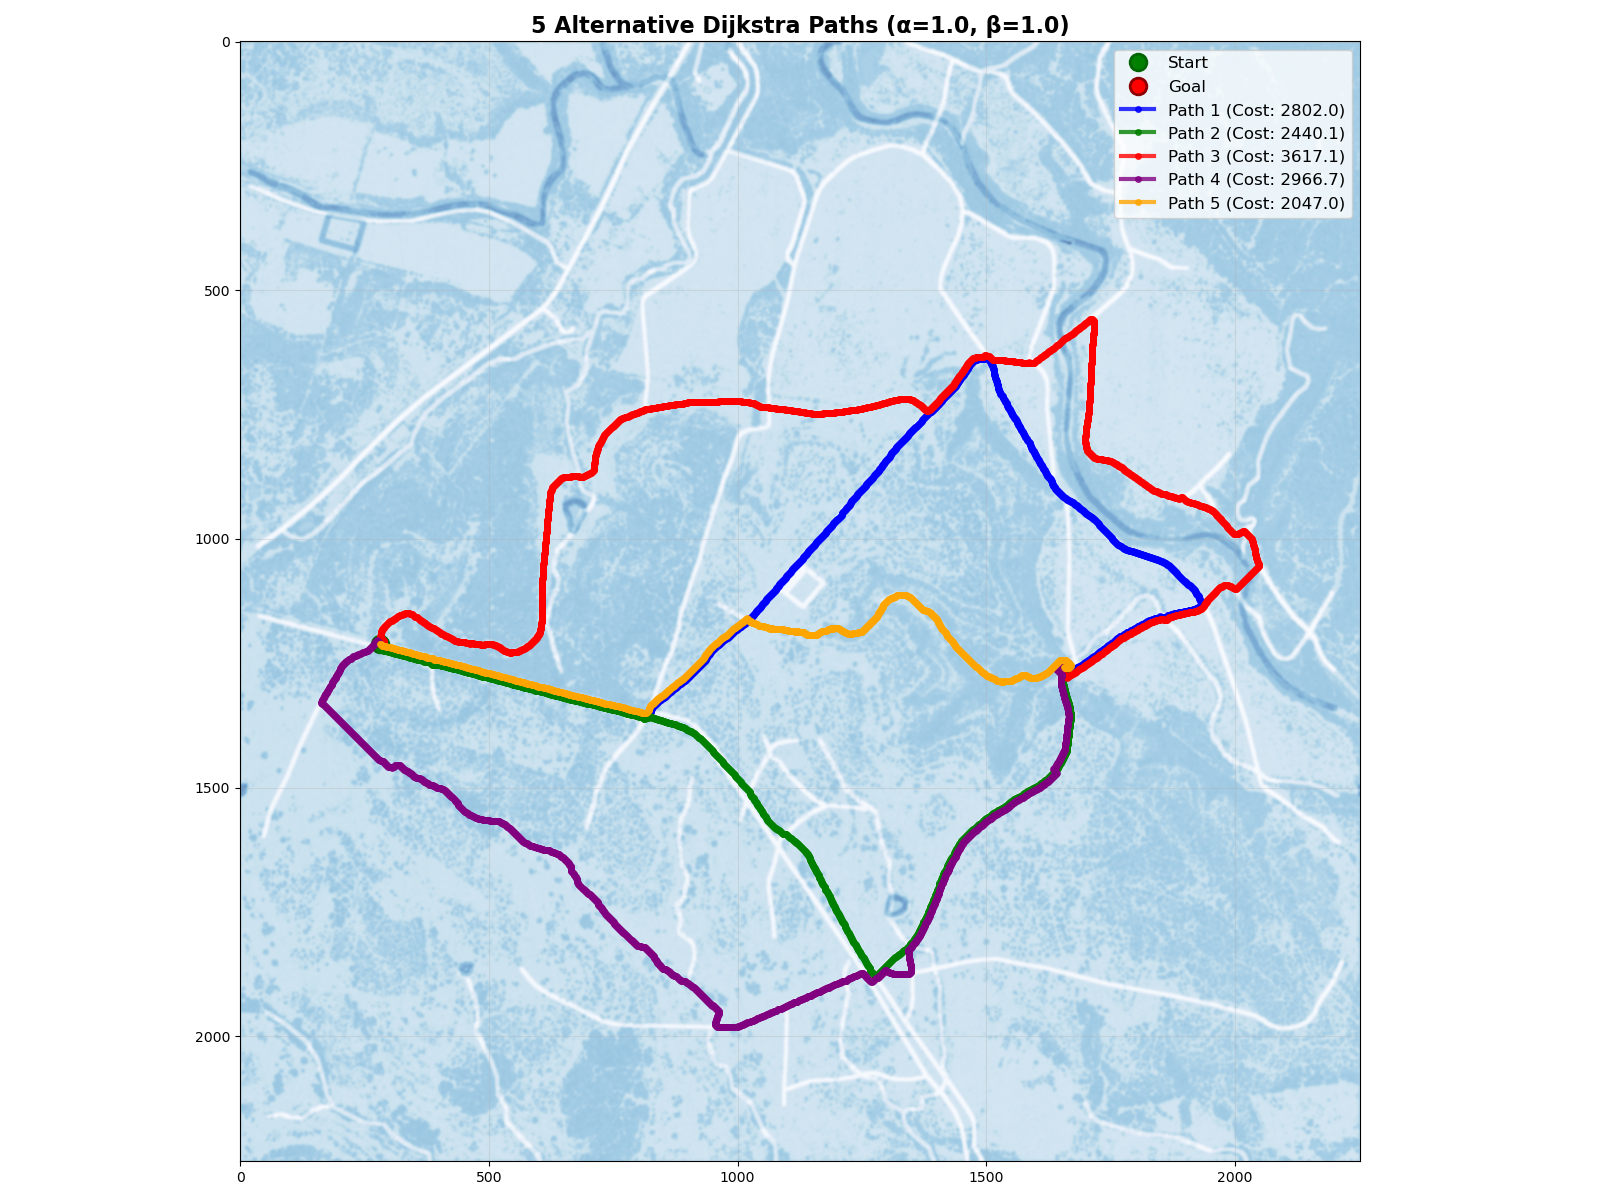 5 Alternative Dijkstra Paths (α=1.0, β=1.0)
Start
Goal
Path 1 (Cost: 2802.0)
Path 2 (Cost: 2440.1)
Path 3 (Cost: 3617.1)
Path 4 (Cost: 2966.7)
Path 5 (Cost: 2047.0)
0
500
1000
1500
2000
0
500
1000
1500
2000